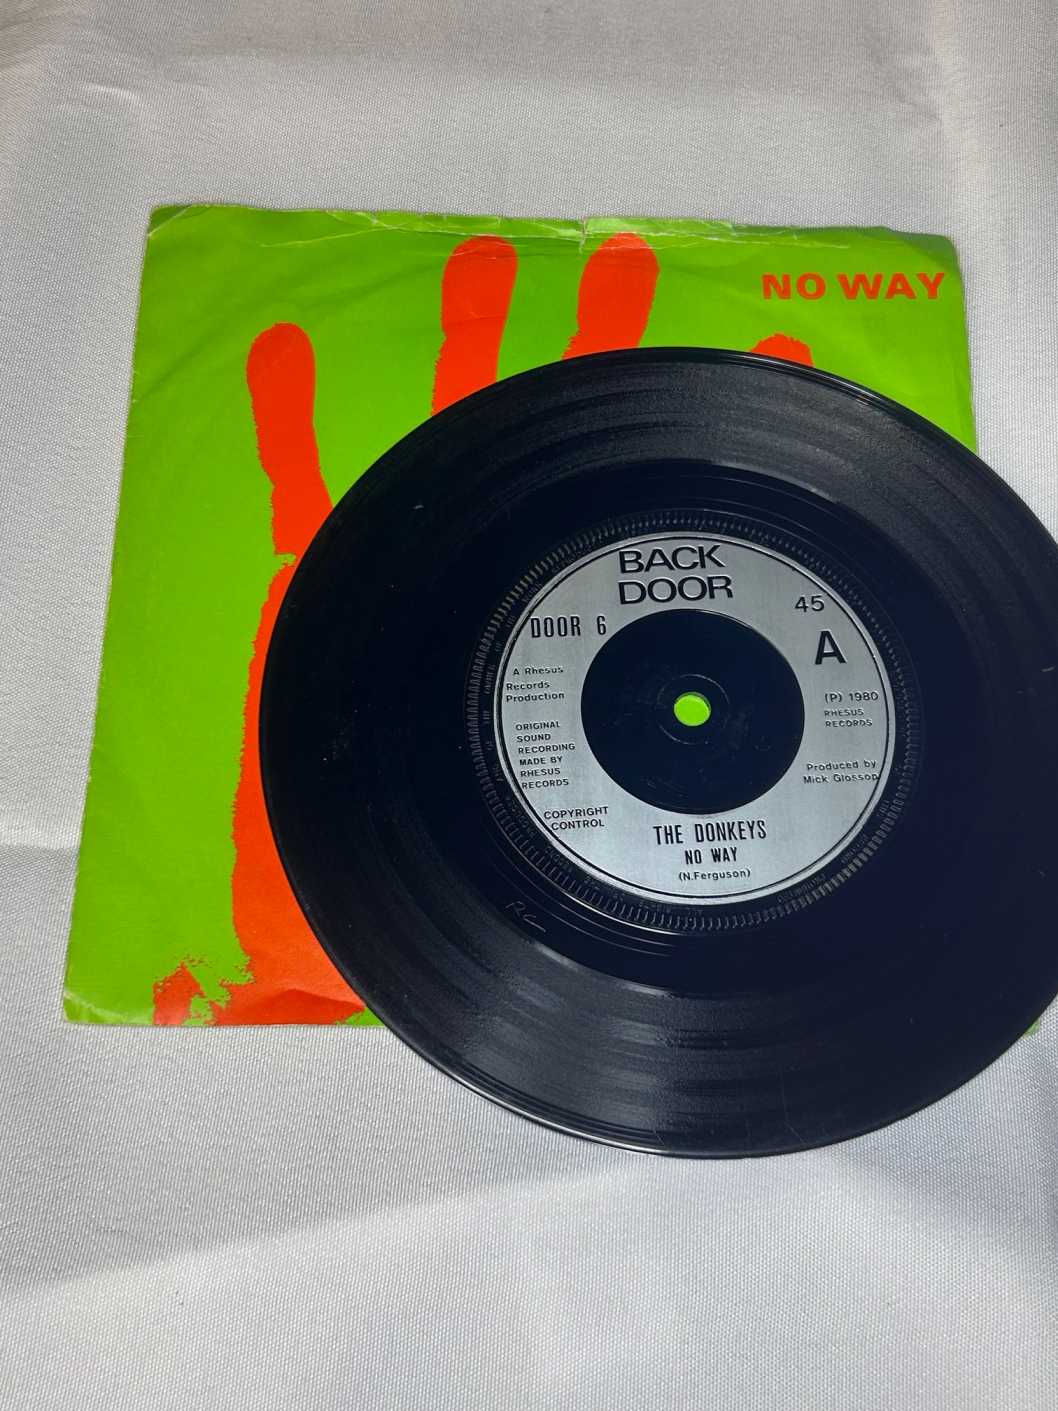 NO WAY
BACK
DOOR
DOOR 6
45
A
A Rhesus
Records
Production
ORIGINAL
SOUND
RECORDING
MADE BY
RHESUS
RECORDS
COPYRIGHT
CONTROL
(P) 1980
RHESUS
RECORDS
Produced by
Mick Glossop
THE DONKEYS
NO WAY
(N.Ferguson)
RC